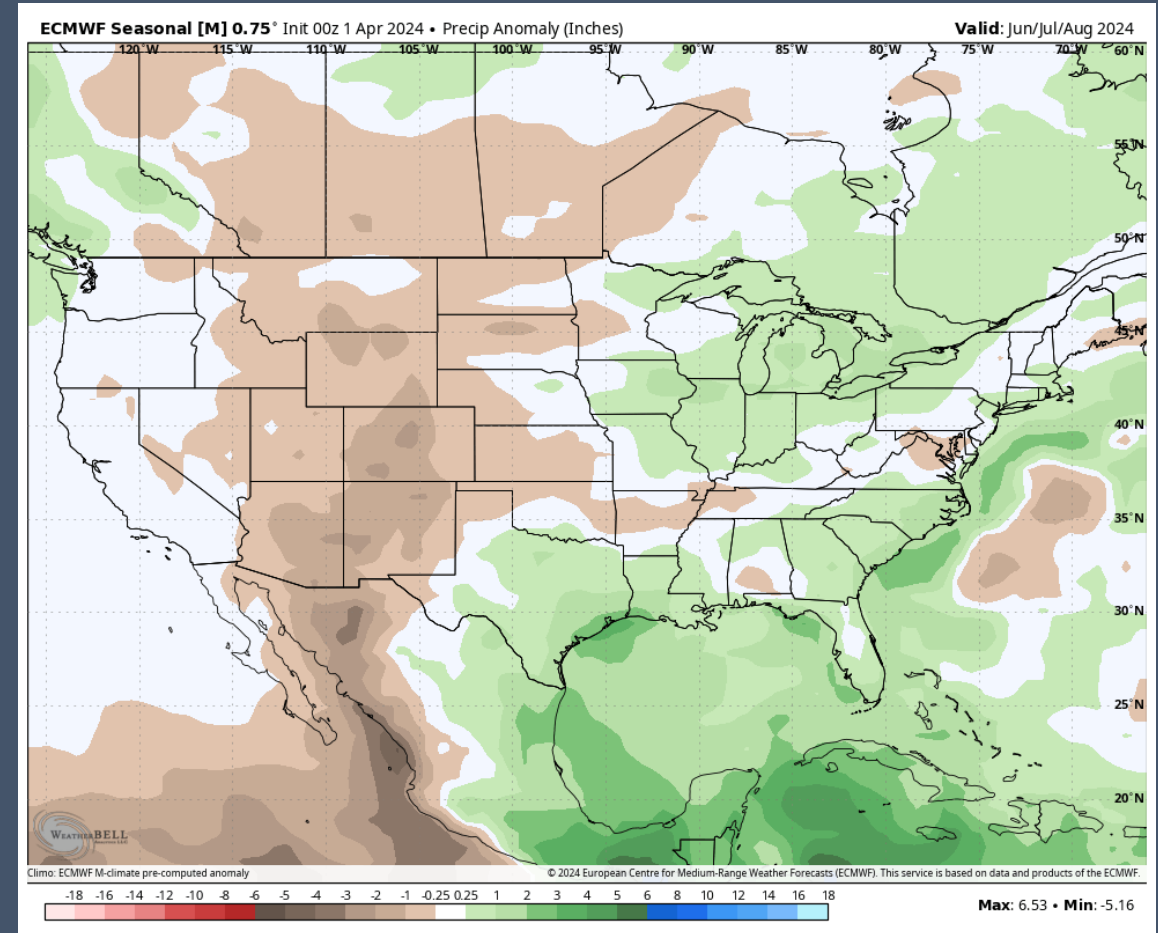 ECMWF Seasonal [M] 0.75° Init 00z 1 Apr 2024 • Precip Anomaly (Inches) Valid: Jun/Jul/Aug 2024
120°W 115°W 110°W 105°W 100°W 95°W 90°W 85°W 80°W 75°W 70°W 60°N
55°N
50°N
45°N
40°N
35°N
30°N
25°N
20°N
WEATHERBELL
Climo: ECMWF M-climate pre-computed anomaly © 2024 European Centre for Medium-Range Weather Forecasts (ECMWF). This service is based on data and products of the ECMWF.
-18 -16 -14 -12 -10 -8 -6 -5 -4 -3 -2 -1 -0.25 0.25 1 2 3 4 5 6 8 10 12 14 16 18
Max: 6.53 • Min: -5.16